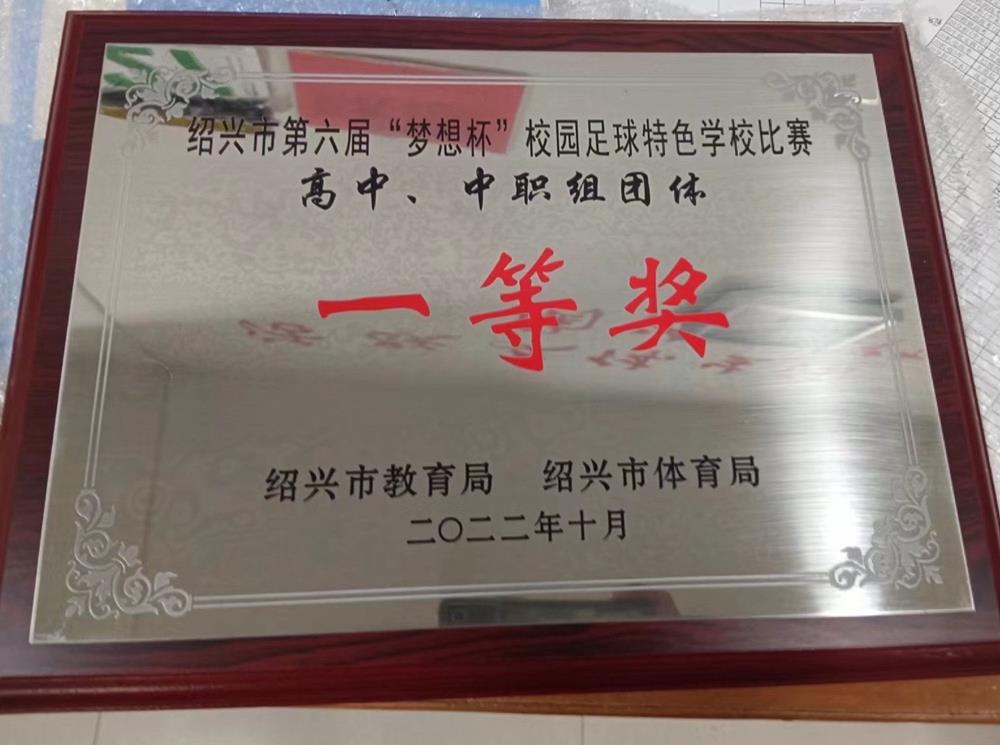 绍兴市第六届“梦想杯”校园足球特色学校比赛
高中、中职组团体
一等奖
绍兴市教育局 绍兴市体育局
二〇二二年十月